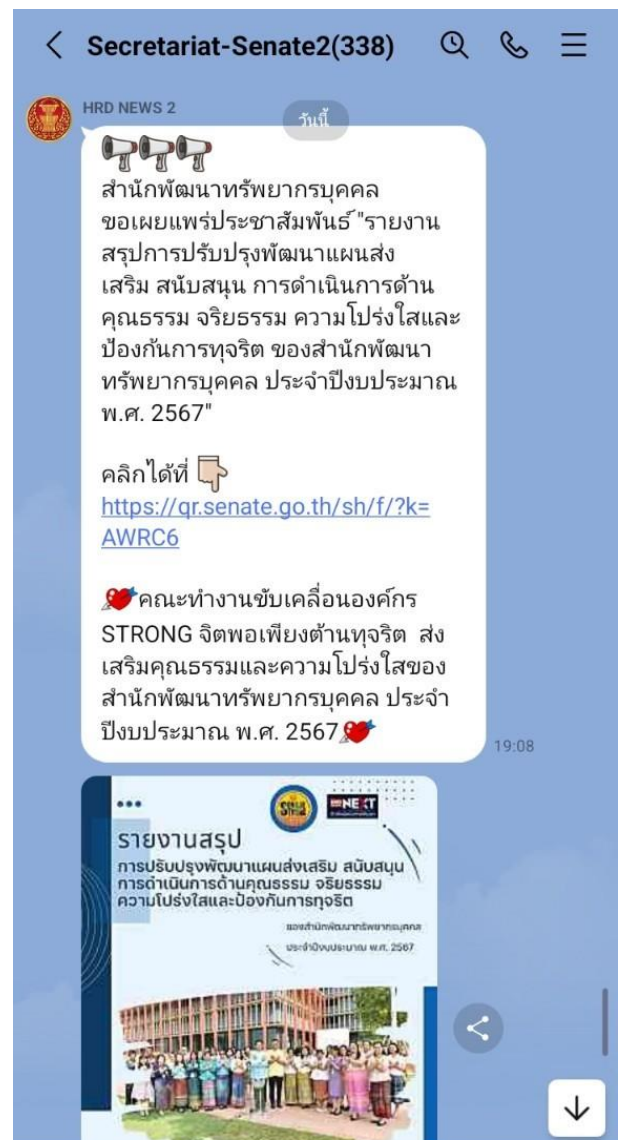 Secretariat-Senate2(338)
HRD NEWS 2
วันนี้
สำนักพัฒนาทรัพยากรบุคคล
ขอเผยแพร่ประชาสัมพันธ์ "รายงาน
สรุปการปรับปรุงพัฒนาแผนส่ง
เสริม สนับสนุน การดำเนินการด้าน
คุณธรรม จริยธรรม ความโปร่งใสและ
ป้องกันการทุจริต ของสำนักพัฒนา
ทรัพยากรบุคคล ประจำปีงบประมาณ
พ.ศ. 2567"
คลิกได้ที่
https://qr.senate.go.th/sh/f/?k=
AWRC6
คณะทำงานขับเคลื่อนองค์กร
STRONG จิตพอเพียงต้านทุจริต ส่ง
เสริมคุณธรรมและความโปร่งใสของ
สำนักพัฒนาทรัพยากรบุคคล ประจำ
ปีงบประมาณ พ.ศ. 2567
19:08
NEXT
รายงานสรุป
การปรับปรุงพัฒนาแผนส่งเสริม สนับสนุน
การดำเนินการด้านคุณธรรม จริยธรรม
ความโปร่งใสและป้องกันการทุจริต
ของสำนักพัฒนาทรัพยากรบุคคล
ประจำปีงบประมาณ พ.ศ. 2567